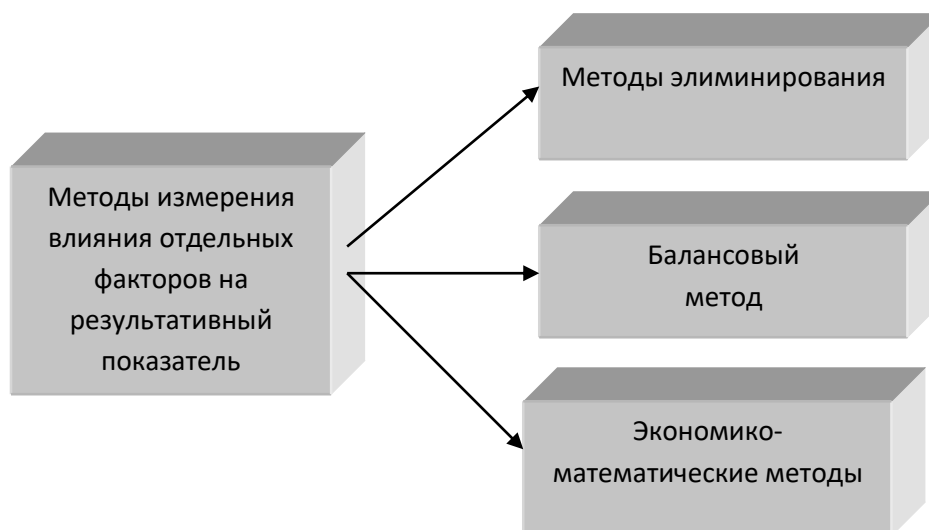 Методы измерения
влияния отдельных
факторов на
результативный
показатель
Методы элиминирования
Балансовый
метод
Экономико-
математические методы